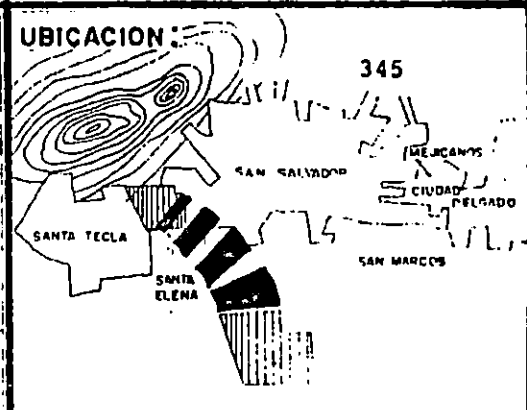 UBICACION:
345
MEJICANOS
SAN SALVADOR
CIUDAD
DELGADO
SANTA TECLA
SAN MARCOS
SANTA
ELENA